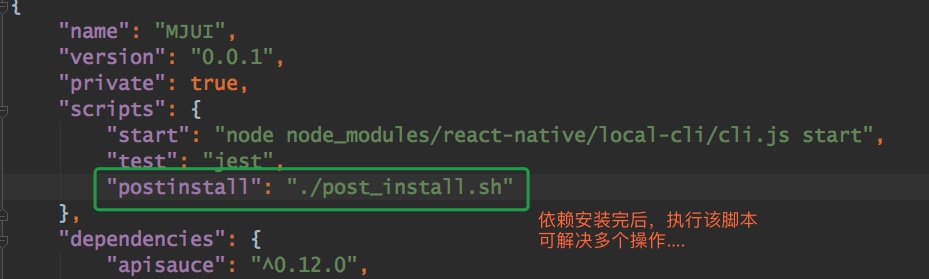 {
"name": "MJUI",
"version": "0.0.1",
"private": true,
"scripts": {
"start": "node node_modules/react-native/local-cli/cli.js start",
"test": "jest",
"postinstall": "./post_install.sh"
},
依赖安装完后，执行该脚本
可解决多个操作....
"dependencies": {
"apisauce": "^0.12.0",